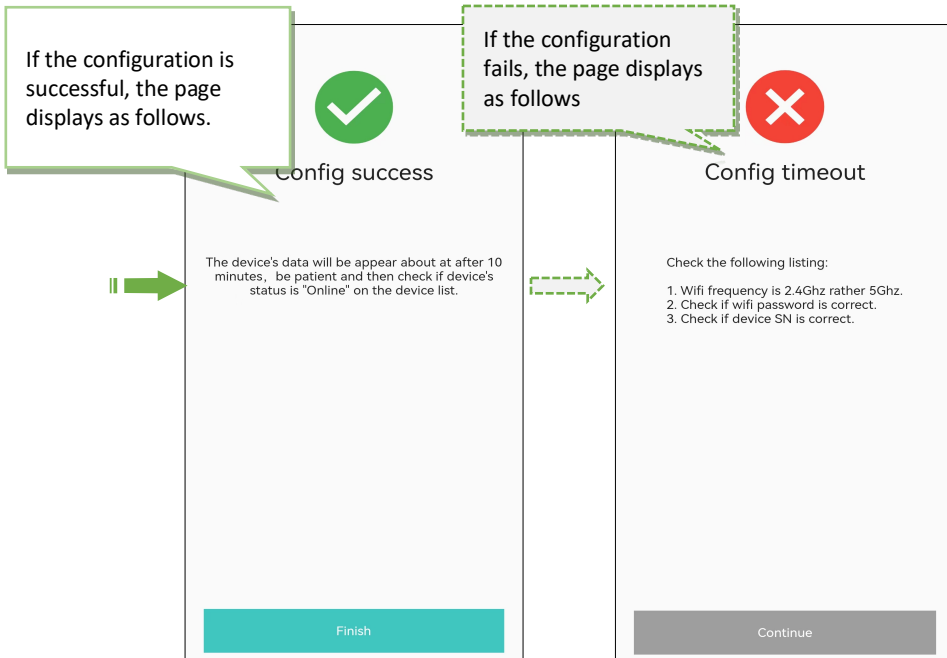 If the configuration is
successful, the page
displays as follows.
Config success
The device's data will be appear about at after 10
minutes, be patient and then check if device's
status is "Online" on the device list.
Finish
If the configuration
fails, the page displays
as follows
Config timeout
Check the following listing:
1. Wifi frequency is 2.4Ghz rather 5Ghz.
2. Check if wifi password is correct.
3. Check if device SN is correct.
Continue